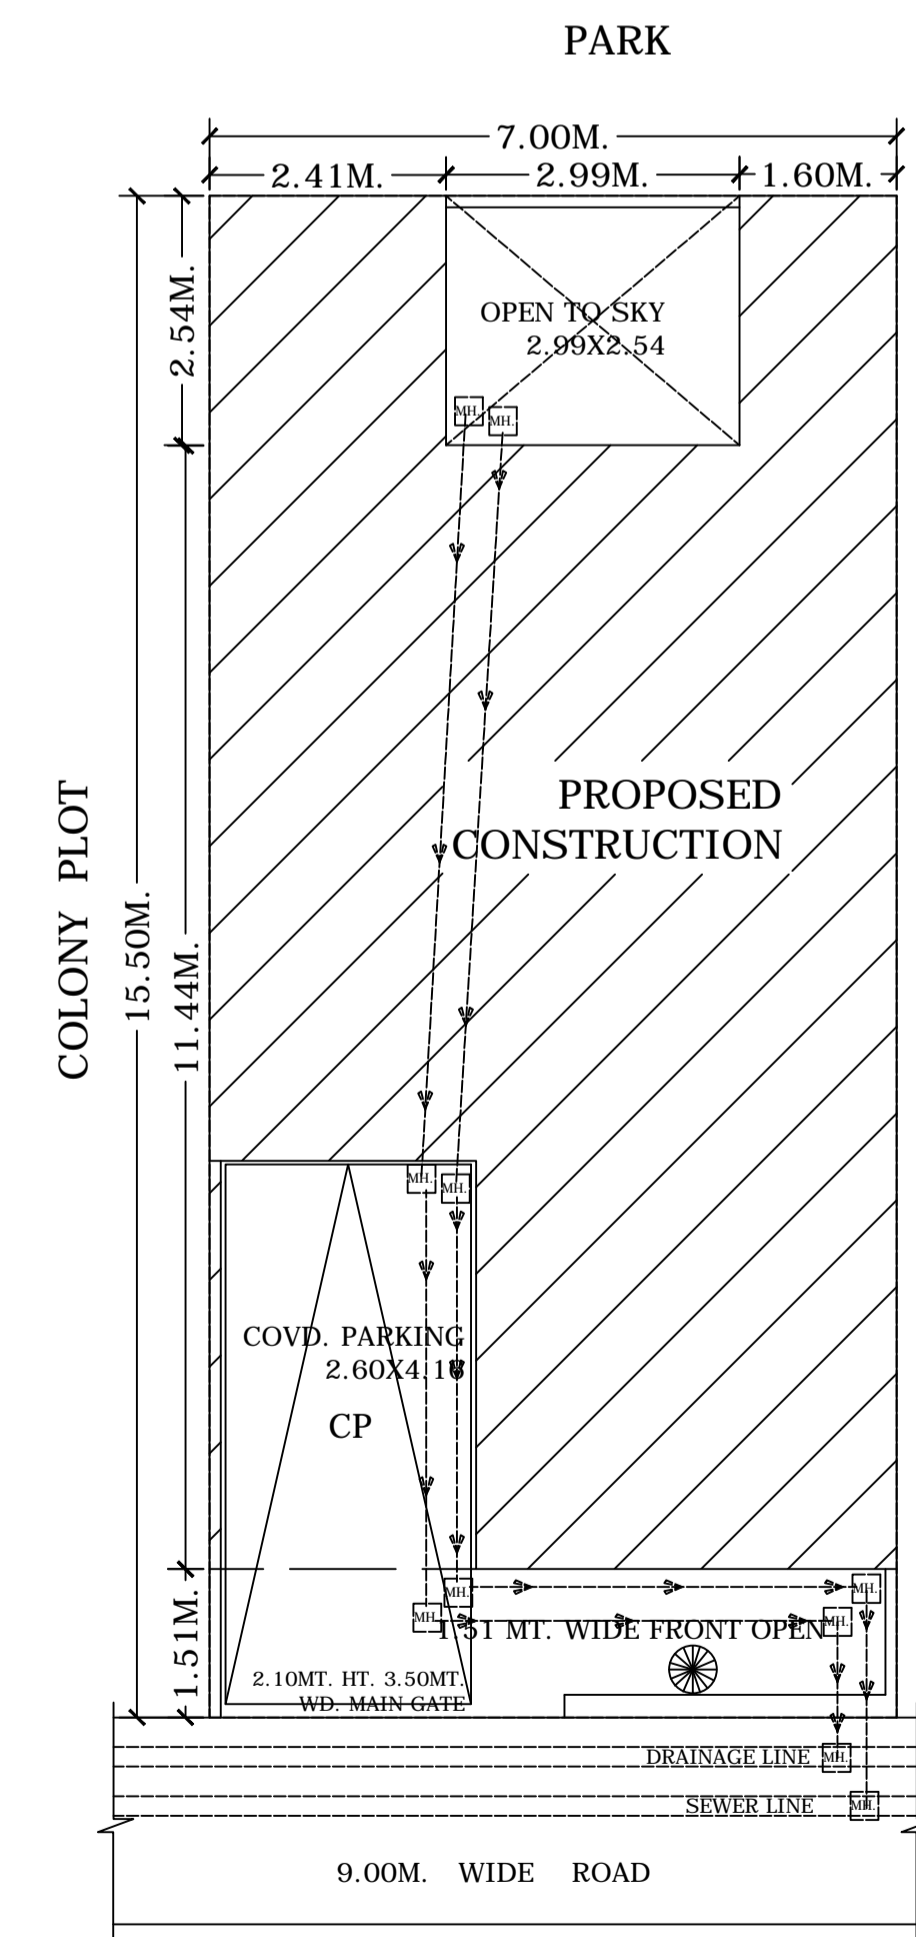 PARK
7.00M.
2.41M.
2.99M.
1.60M.
2.54M.
OPEN TO SKY
2.99X2.54
MH.
MH.
PROPOSED
CONSTRUCTION
COLONY PLOT
15.50M.
11.44M.
MH.
MH.
COVD. PARKING
CP
MH.
MH.
MH.
MH.
1.51 MT. WIDE FRONT OPEN
1.51M.
2.10MT. HT. 3.50MT.
WD. MAIN GATE
DRAINAGE LINE
MH.
SEWER LINE
MH.
9.00M. WIDE ROAD